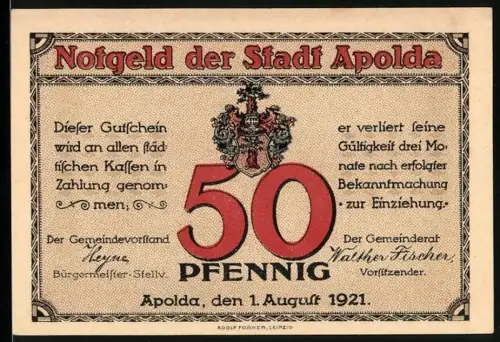 Notgeld der Stadt Apolda
Dieser Gutschein
wird an allen städ-
tischen Kassen in
Zahlung genom-
men;
er verliert seine
Gültigkeit drei Mo-
nate nach erfolgter
Bekanntmachung
zur Einziehung.
50
PFENNIG
Der Gemeindevorstand
Heyne
Bürgermeister-Stellv.
Der Gemeinderat
Walther Fischer,
Vorsitzender.
Apolda, den 1. August 1921.
ADOLF FORKER, LEIPZIG